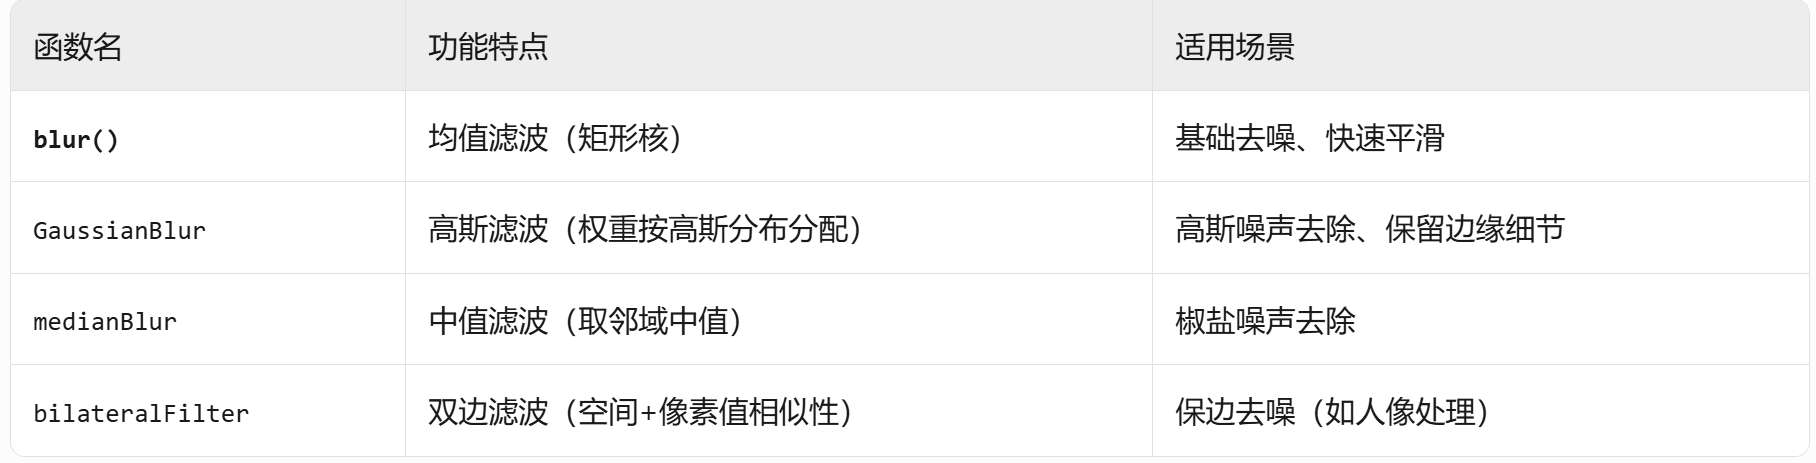 函数名 功能特点 适用场景
blur() 均值滤波（矩形核） 基础去噪、快速平滑
GaussianBlur 高斯滤波（权重按高斯分布分配） 高斯噪声去除、保留边缘细节
medianBlur 中值滤波（取邻域中值） 椒盐噪声去除
bilateralFilter 双边滤波（空间+像素值相似性） 保边去噪（如人像处理）